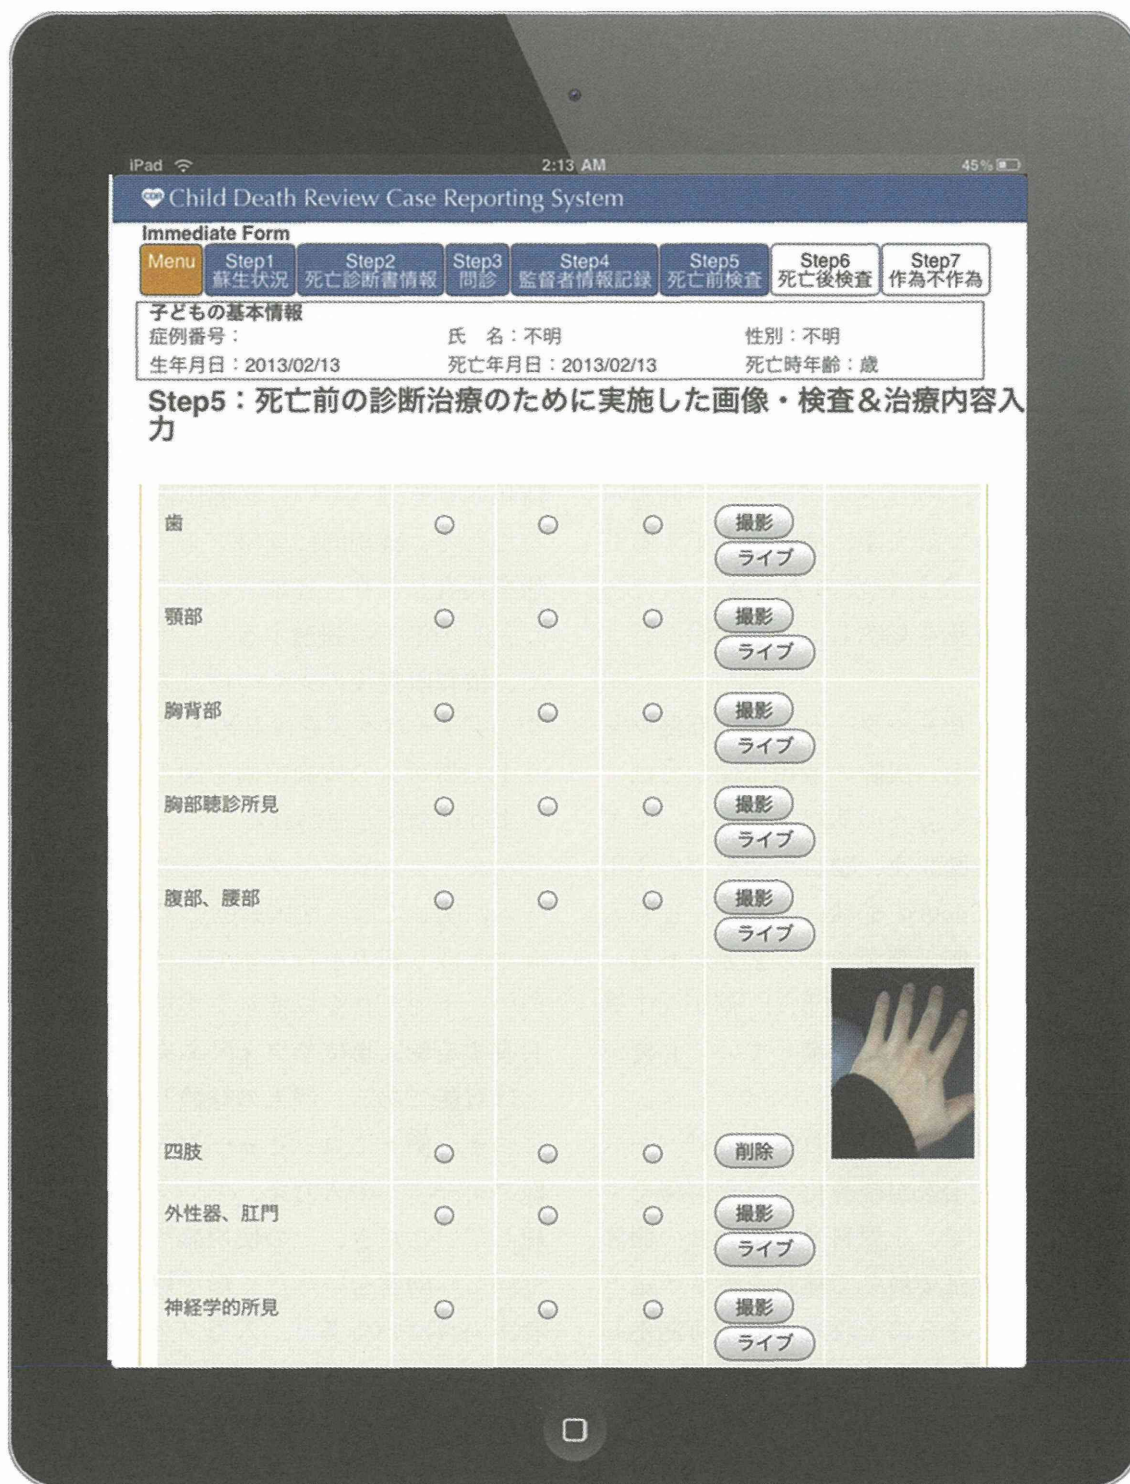 iPad 2:13 AM 45%
CDR Child Death Review Case Reporting System
Immediate Form
Menu Step1 Step2 Step3 Step4 Step5 Step6 Step7
蘇生状況 死亡診断書情報 問診 監督者情報記録 死亡前検査 死亡後検査 作為不作為
子どもの基本情報
症例番号： 氏 名：不明 性別：不明
生年月日：2013/02/13 死亡年月日：2013/02/13 死亡時年齢：歳
Step5：死亡前の診断治療のために実施した画像・検査＆治療内容入
力
歯 撮影
ライブ
顎部 撮影
ライブ
胸背部 撮影
ライブ
胸部聴診所見 撮影
ライブ
腹部、腰部 撮影
ライブ
四肢 削除
外性器、肛門 撮影
ライブ
神経学的所見 撮影
ライブ